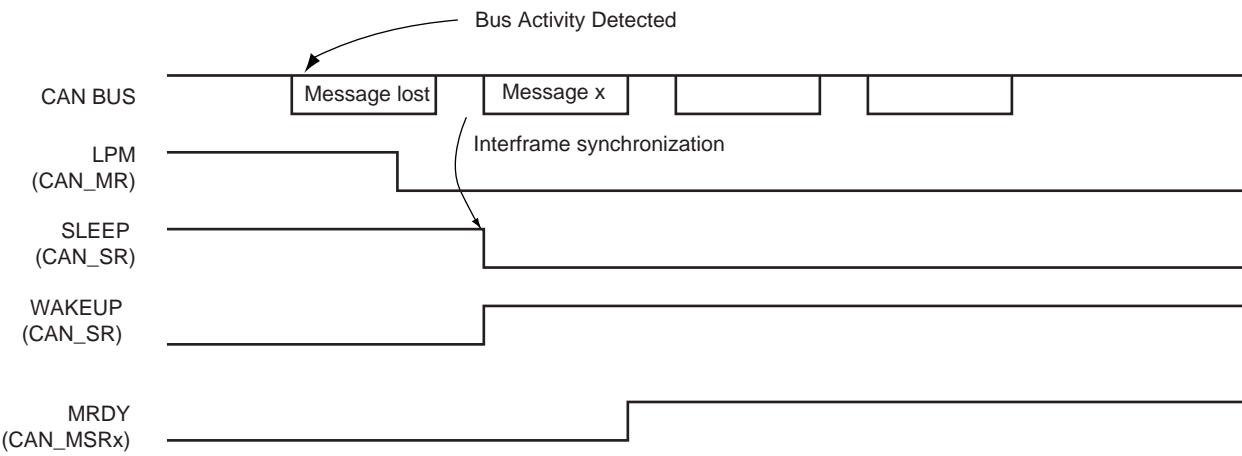 Bus Activity Detected
CAN BUS
Message lost
Message x
Interframe synchronization
LPM
(CAN_MR)
SLEEP
(CAN_SR)
WAKEUP
(CAN_SR)
MRDY
(CAN_MSRx)